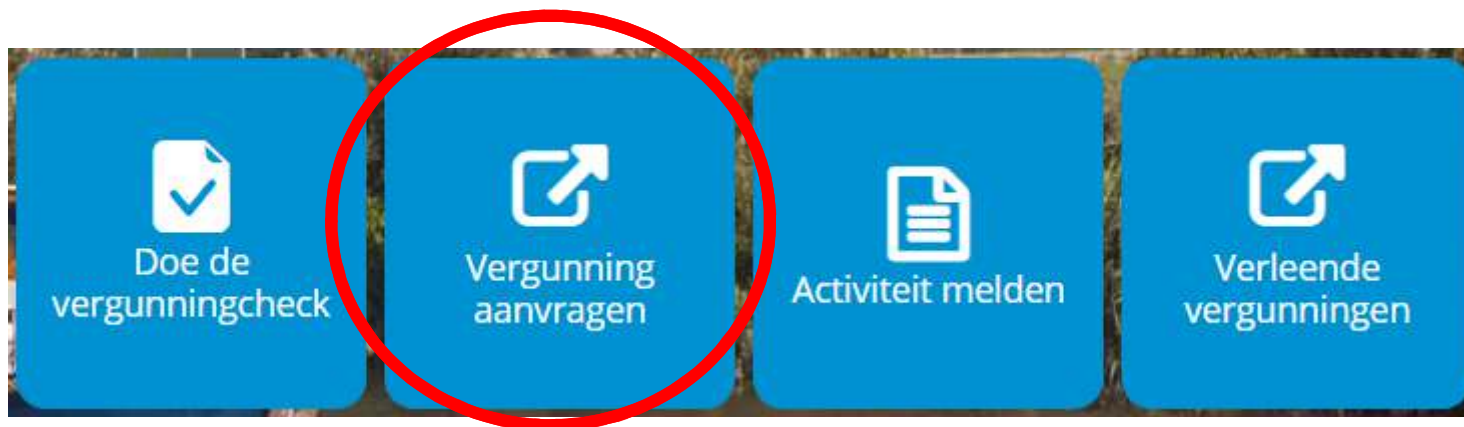 Doe de
vergunningcheck
Vergunning
aanvragen
Activiteit melden
Verleende
vergunningen